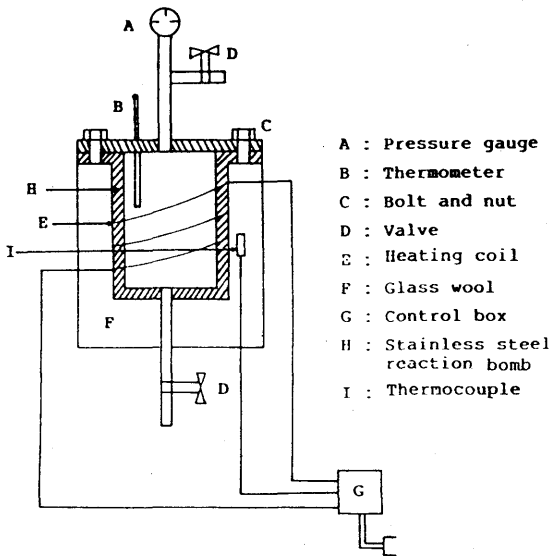 A
D
B
C
H
E
I
F
D
G
A : Pressure gauge
B : Thermometer
C : Bolt and nut
D : Valve
E : Heating coil
F : Glass wool
G : Control box
H : Stainless steel
reaction bomb
I : Thermocouple